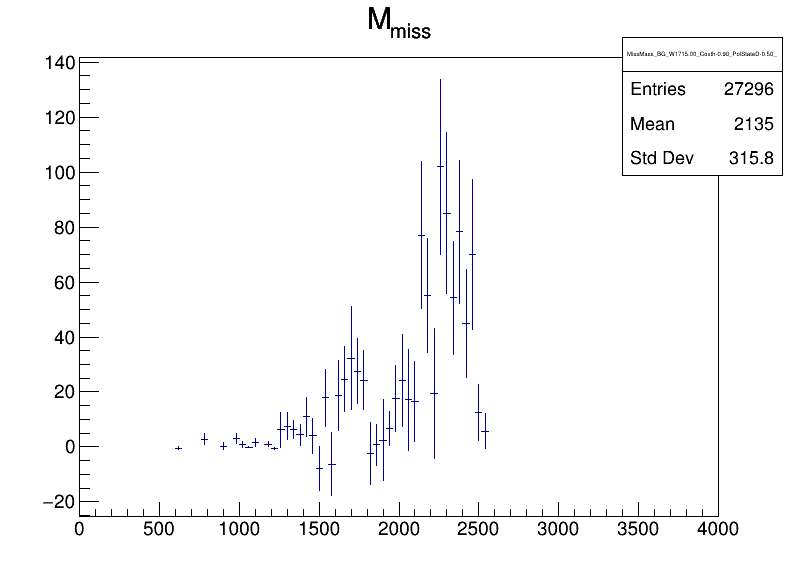 M_miss
MissMass_BG_W1715.00_Costh-0.90_PolStateD-0.50_
Entries 27296
Mean 2135
Std Dev 315.8
140
120
100
80
60
40
20
0
−20
0 500 1000 1500 2000 2500 3000 3500 4000